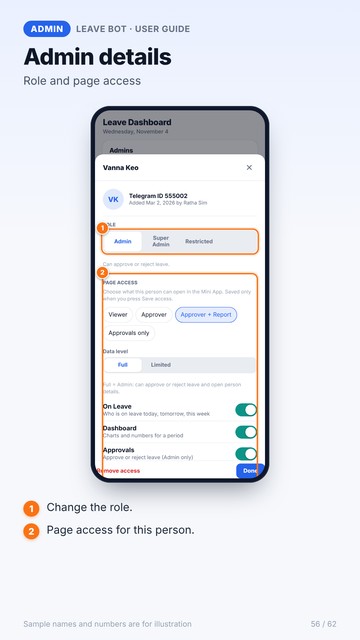 ADMIN LEAVE BOT · USER GUIDE
Admin details
Role and page access
Leave Dashboard
Wednesday, November 4
Admins
Vanna Keo ✕
VK
Telegram ID 555002
Added Mar 2, 2026 by Ratha Sim
1
OLE
Admin
Super
Admin
Restricted
Can approve or reject leave.
2
PAGE ACCESS
Choose what this person can open in the Mini App. Saved only
when you press Save access.
Viewer Approver Approver + Report
Approvals only
Data level
Full Limited
Full + Admin: can approve or reject leave and open person
details.
On Leave
Who is on leave today, tomorrow, this week
Dashboard
Charts and numbers for a period
Approvals
Approve or reject leave (Admin only)
move access Done
1 Change the role.
2 Page access for this person.
Sample names and numbers are for illustration 56 / 62